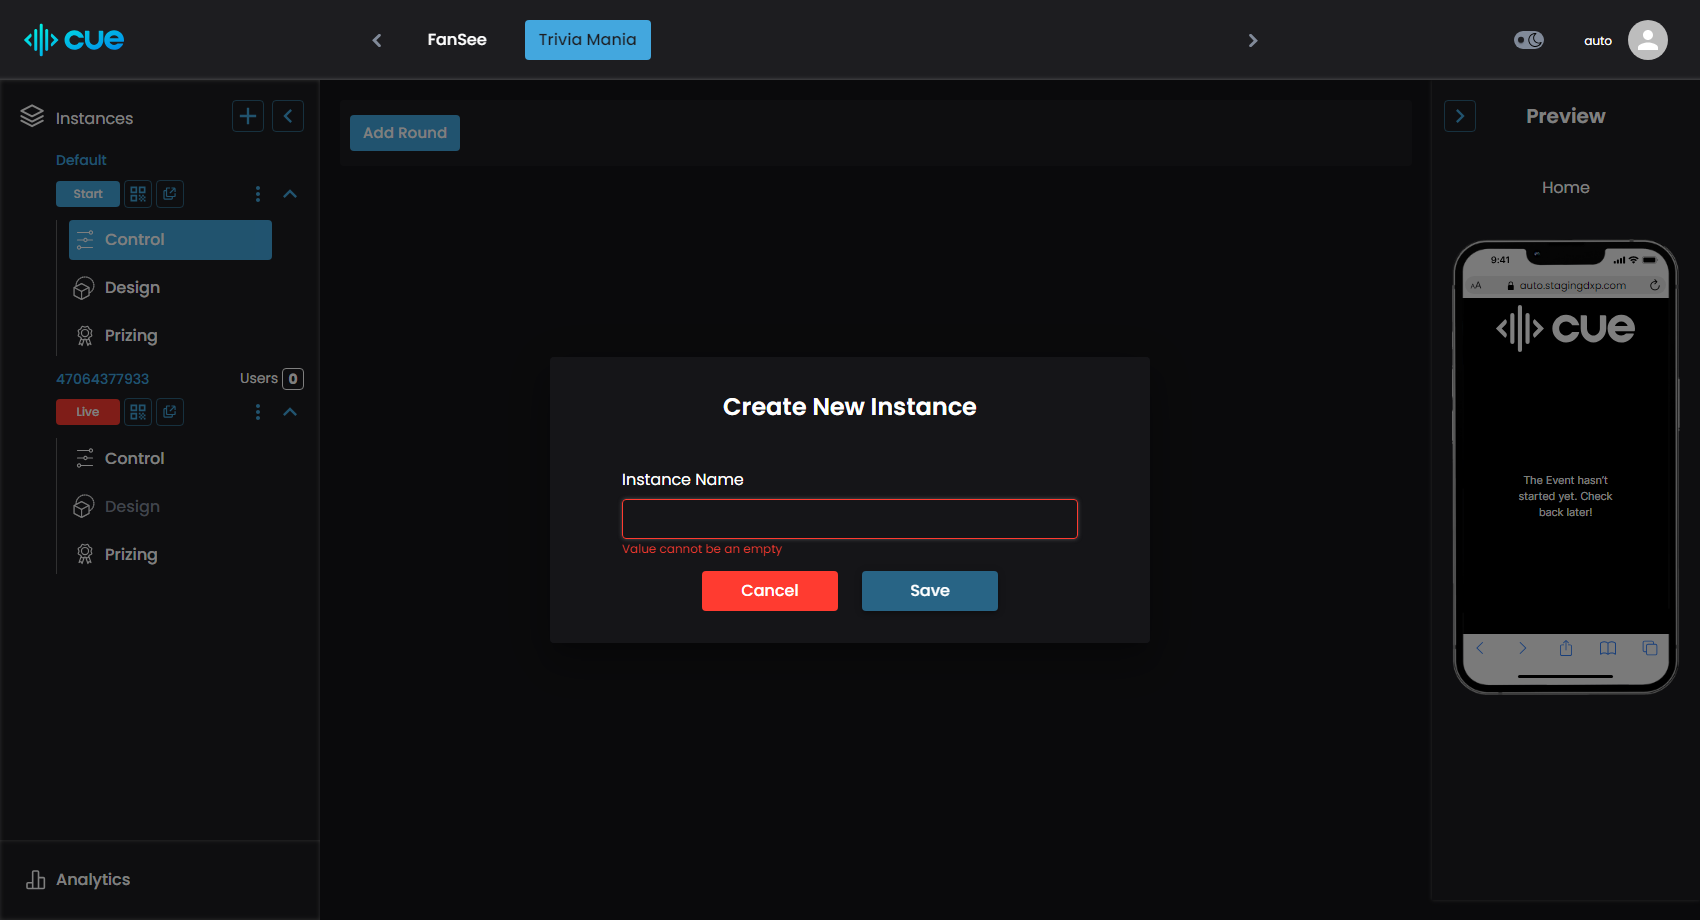 cue
FanSee
Trivia Mania
auto
Instances
Default
Start
Control
Design
Prizing
47064377933
Users 0
Live
Control
Design
Prizing
Analytics
Add Round
Create New Instance
Instance Name
Value cannot be an empty
Cancel
Save
Preview
Home
9:41
AA auto.stagingdxp.com
cue
The Event hasn't
started yet. Check
back later!